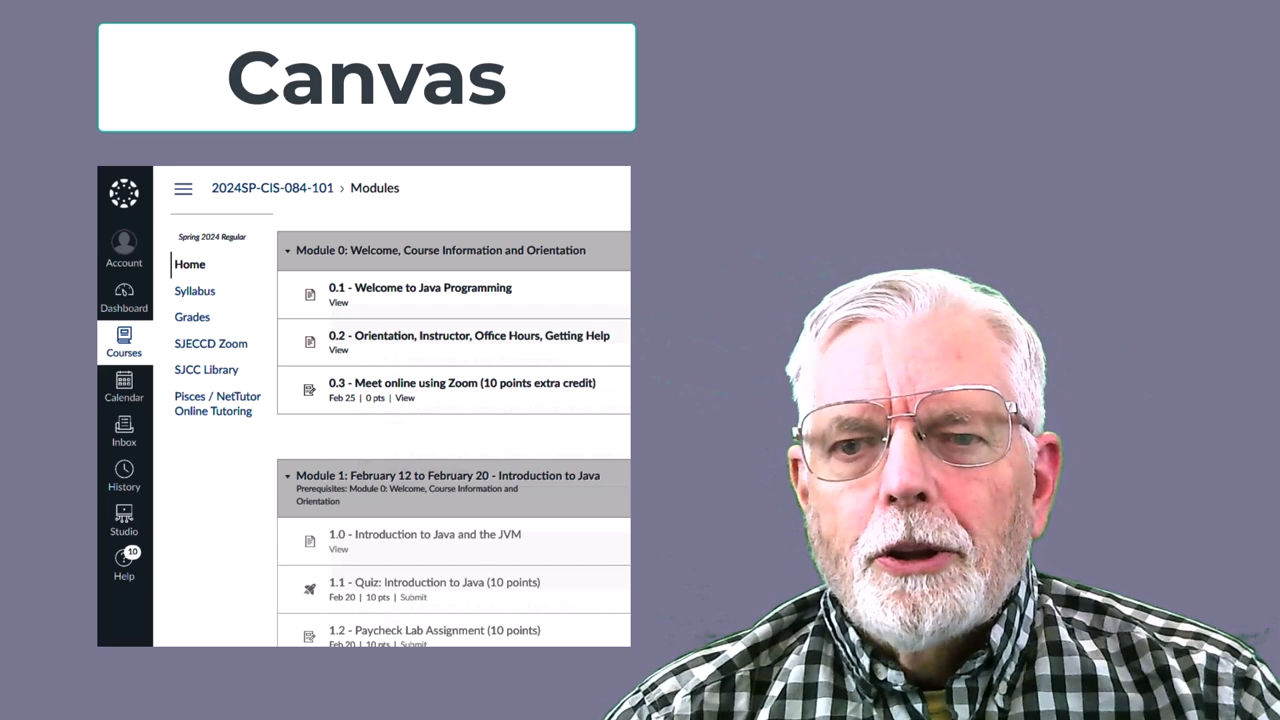 Canvas
2024SP-CIS-084-101 › Modules
Account
Dashboard
Courses
Calendar
Inbox
History
Studio
10
Help
Spring 2024 Regular
Home
Syllabus
Grades
SJECCD Zoom
SJCC Library
Pisces / NetTutor
Online Tutoring
Module 0: Welcome, Course Information and Orientation
0.1 - Welcome to Java Programming
View
0.2 - Orientation, Instructor, Office Hours, Getting Help
View
0.3 - Meet online using Zoom (10 points extra credit)
Feb 25 | 0 pts | View
Module 1: February 12 to February 20 - Introduction to Java
Prerequisites: Module 0: Welcome, Course Information and
Orientation
1.0 - Introduction to Java and the JVM
View
1.1 - Quiz: Introduction to Java (10 points)
Feb 20 | 10 pts | Submit
1.2 - Paycheck Lab Assignment (10 points)
Feb 20 | 10 pts | Submit